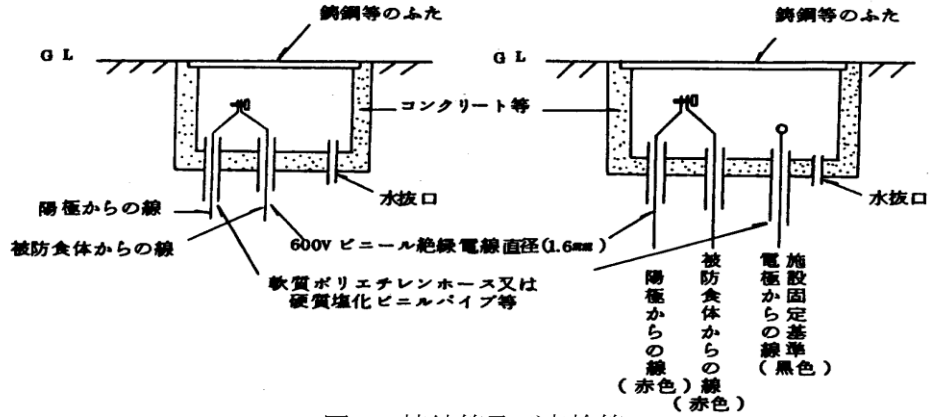 鋳鋼等のふた
GL
コンクリート等
水抜口
陽極からの線
被防食体からの線
600Vビニール絶縁電線直径(1.6mm)
軟質ポリエチレンホース又は
硬質塩化ビニルパイプ等
鋳鋼等のふた
GL
水抜口
陽極からの線
(赤色)
被防食体からの線
(赤色)
施設固定基準
電極からの線
(黒色)